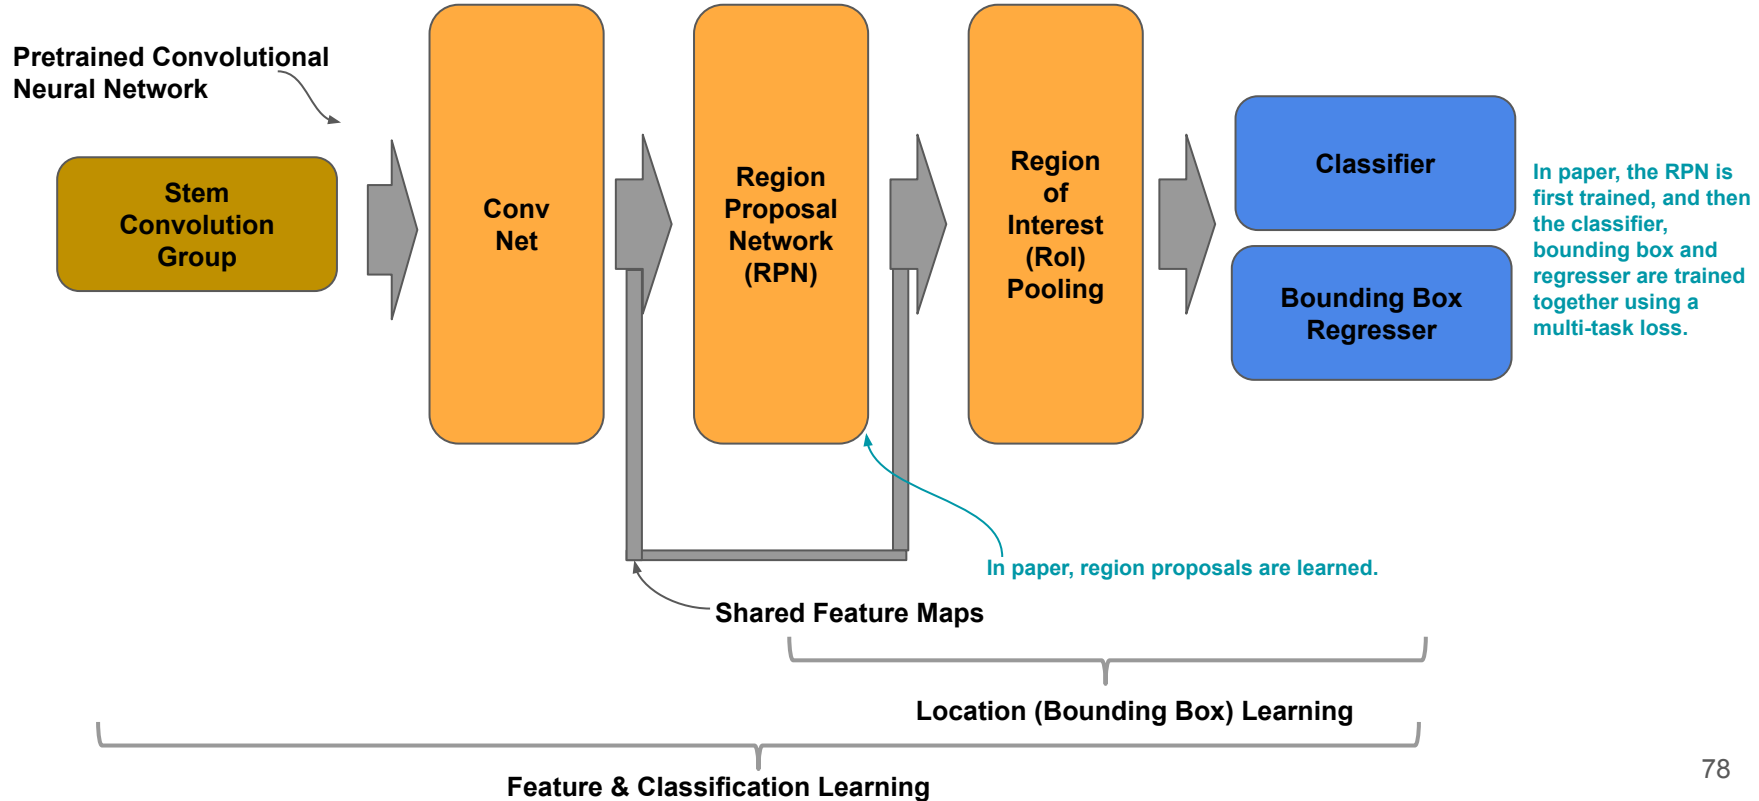 Pretrained Convolutional
Neural Network
Stem
Convolution
Group
Conv
Net
Region
Proposal
Network
(RPN)
Region
of
Interest
(RoI)
Pooling
Classifier
Bounding Box
Regresser
In paper, the RPN is
first trained, and then
the classifier,
bounding box and
regresser are trained
together using a
multi-task loss.
In paper, region proposals are learned.
Shared Feature Maps
Location (Bounding Box) Learning
Feature & Classification Learning
78